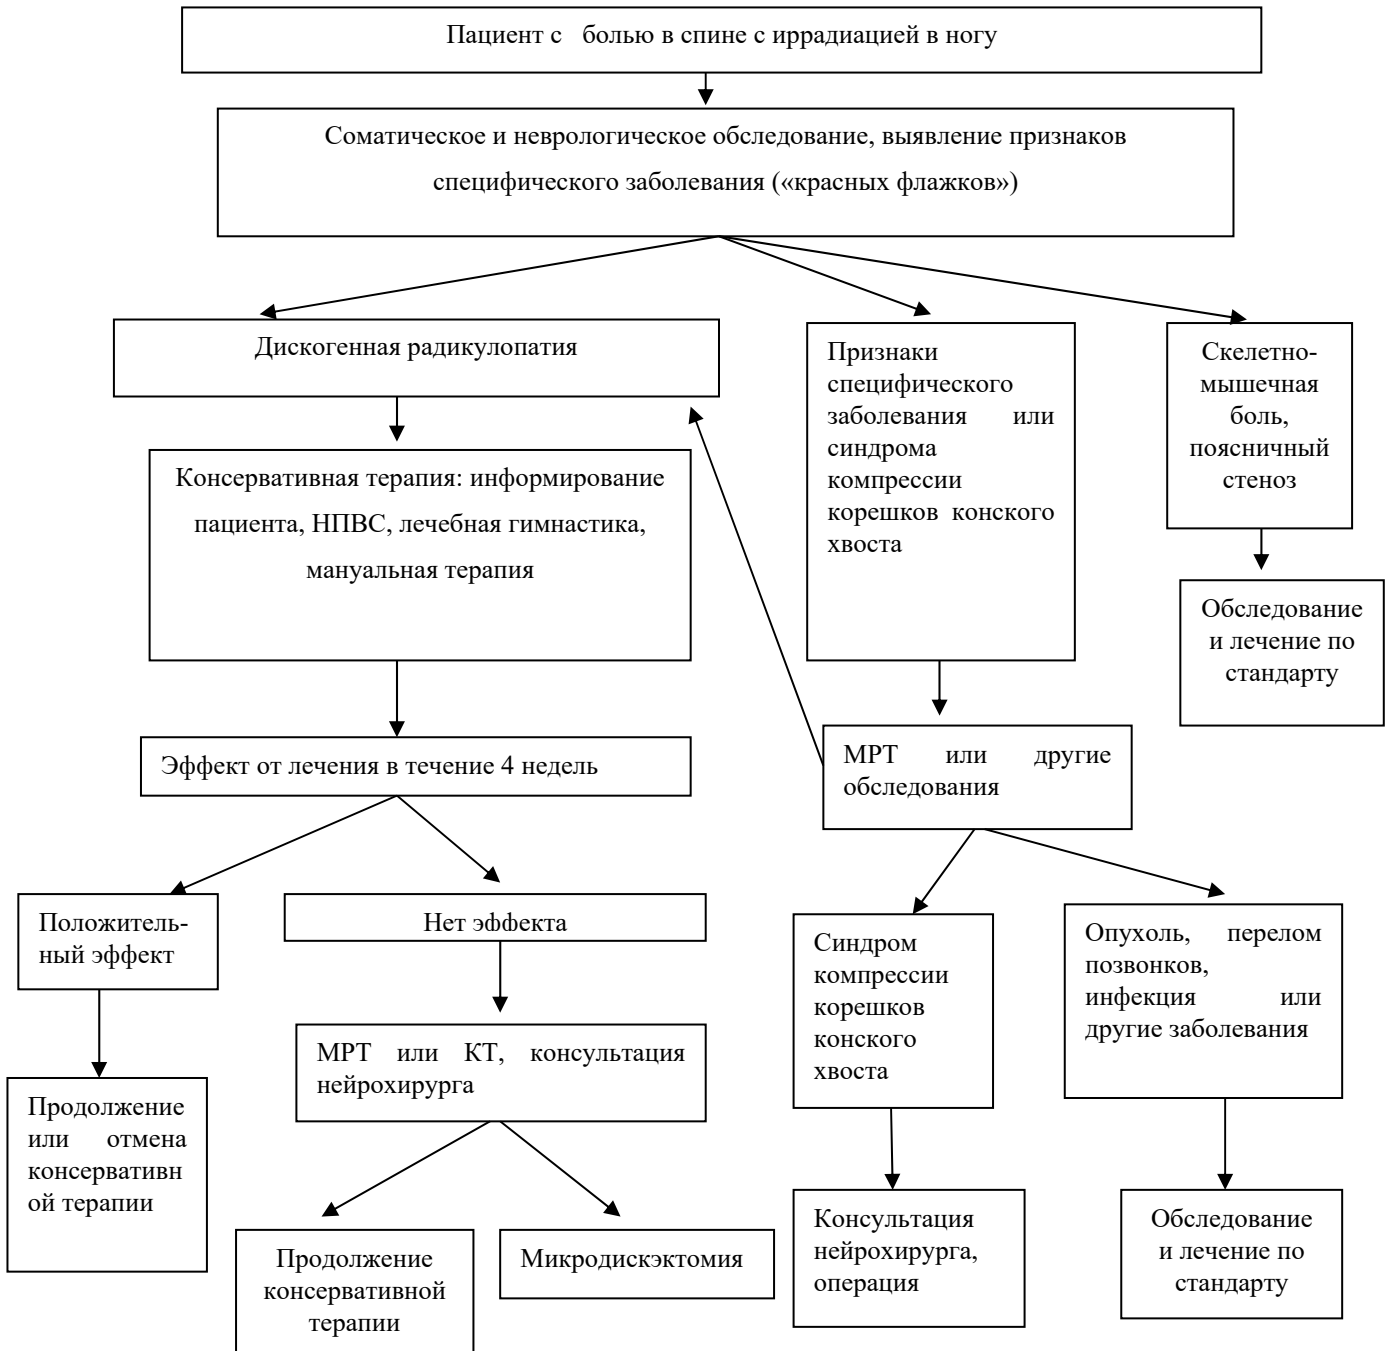 Пациент с болью в спине с иррадиацией в ногу
Соматическое и неврологическое обследование, выявление признаков
специфического заболевания («красных флажков»)
Дискогенная радикулопатия
Признаки
специфического
заболевания или
синдрома
компрессии
корешков конского
хвоста
Скелетно-
мышечная
боль,
поясничный
стеноз
Консервативная терапия: информирование
пациента, НПВС, лечебная гимнастика,
мануальная терапия
Обследование
и лечение по
стандарту
Эффект от лечения в течение 4 недель
МРТ или другие
обследования
Положитель-
ный эффект
Нет эффекта
Синдром
компрессии
корешков
конского
хвоста
Опухоль, перелом
позвонков,
инфекция или
другие заболевания
МРТ или КТ, консультация
нейрохирурга
Продолжение
или отмена
консервативн
ой терапии
Продолжение
консервативной
терапии
Микродискэктомия
Консультация
нейрохирурга,
операция
Обследование
и лечение по
стандарту